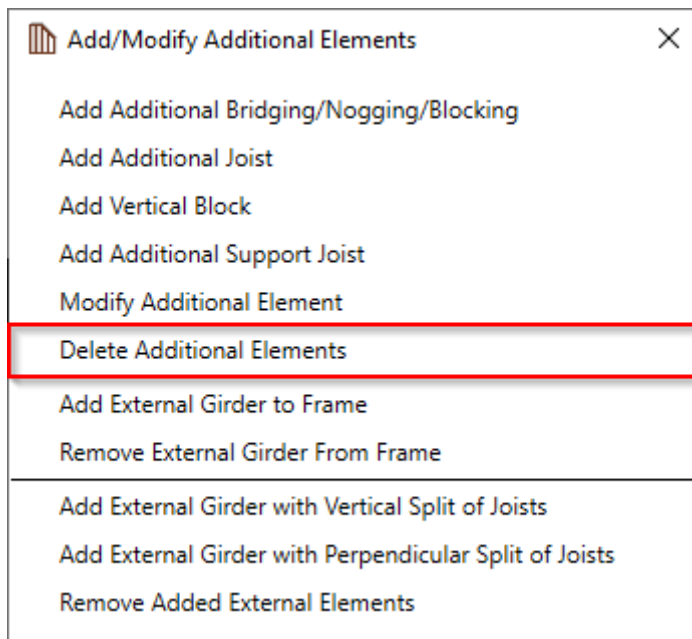 Add/Modify Additional Elements
Add Additional Bridging/Nogging/Blocking
Add Additional Joist
Add Vertical Block
Add Additional Support Joist
Modify Additional Element
Delete Additional Elements
Add External Girder to Frame
Remove External Girder From Frame
Add External Girder with Vertical Split of Joists
Add External Girder with Perpendicular Split of Joists
Remove Added External Elements